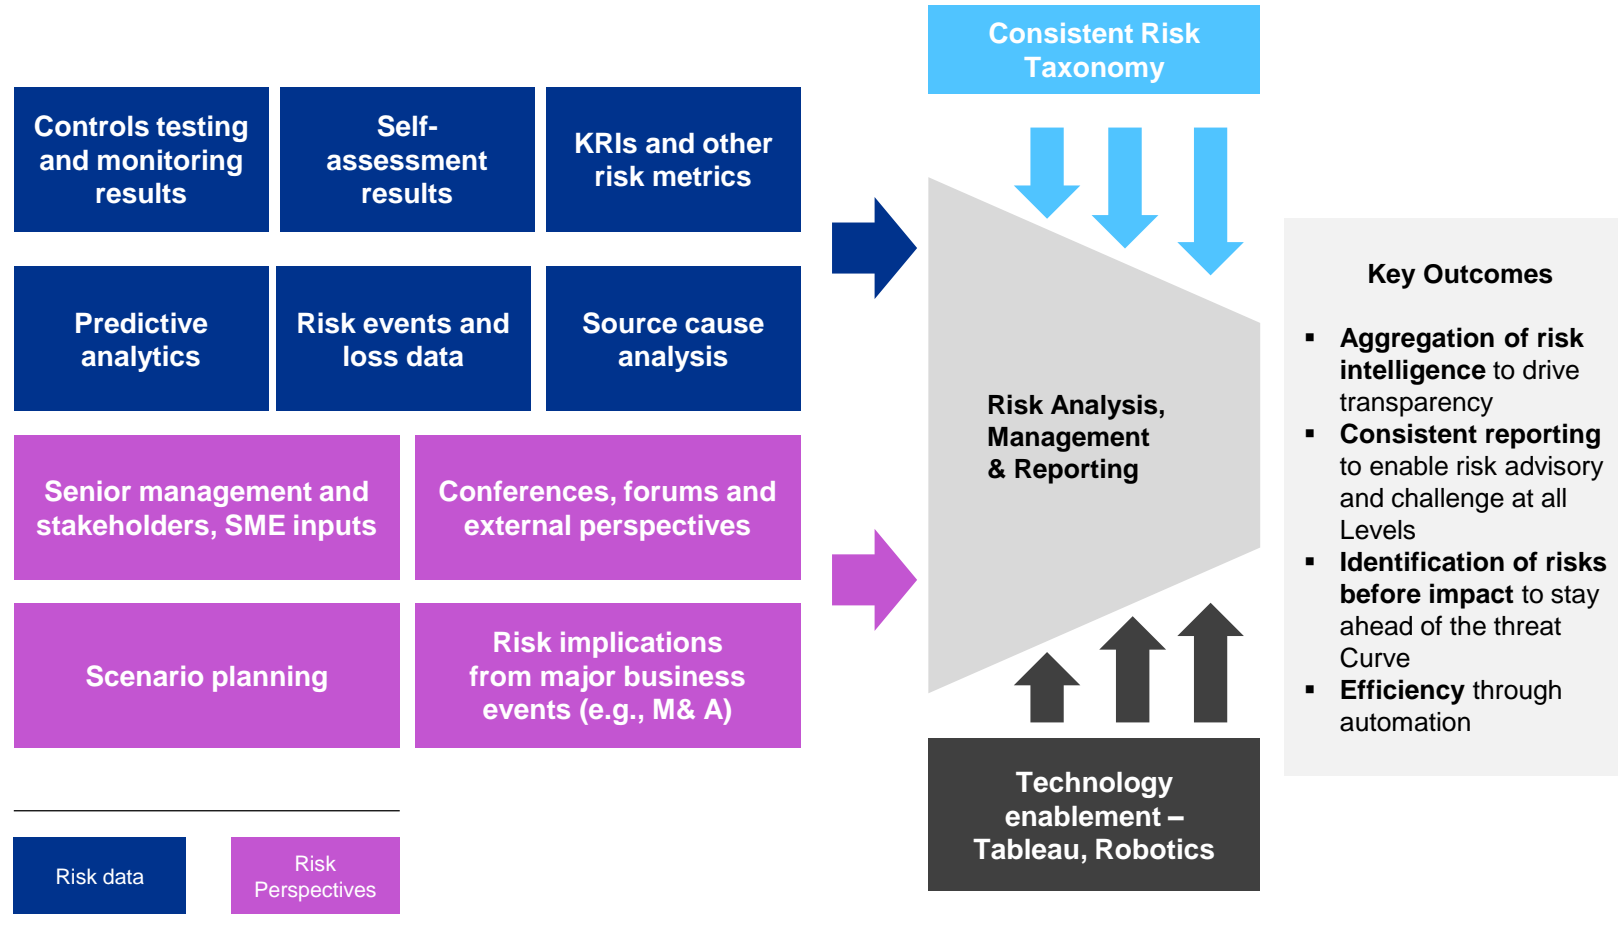 Consistent Risk
Taxonomy
Controls testing
and monitoring
results
Self-
assessment
results
KRIs and other
risk metrics
Predictive
analytics
Risk events and
loss data
Source cause
analysis
Senior management and
stakeholders, SME inputs
Conferences, forums and
external perspectives
Scenario planning
Risk implications
from major business
events (e.g., M& A)
Risk Analysis,
Management
& Reporting
Technology
enablement –
Tableau, Robotics
Key Outcomes
▪ Aggregation of risk
intelligence to drive
transparency
▪ Consistent reporting
to enable risk advisory
and challenge at all
Levels
▪ Identification of risks
before impact to stay
ahead of the threat
Curve
▪ Efficiency through
automation
Risk data
Risk
Perspectives